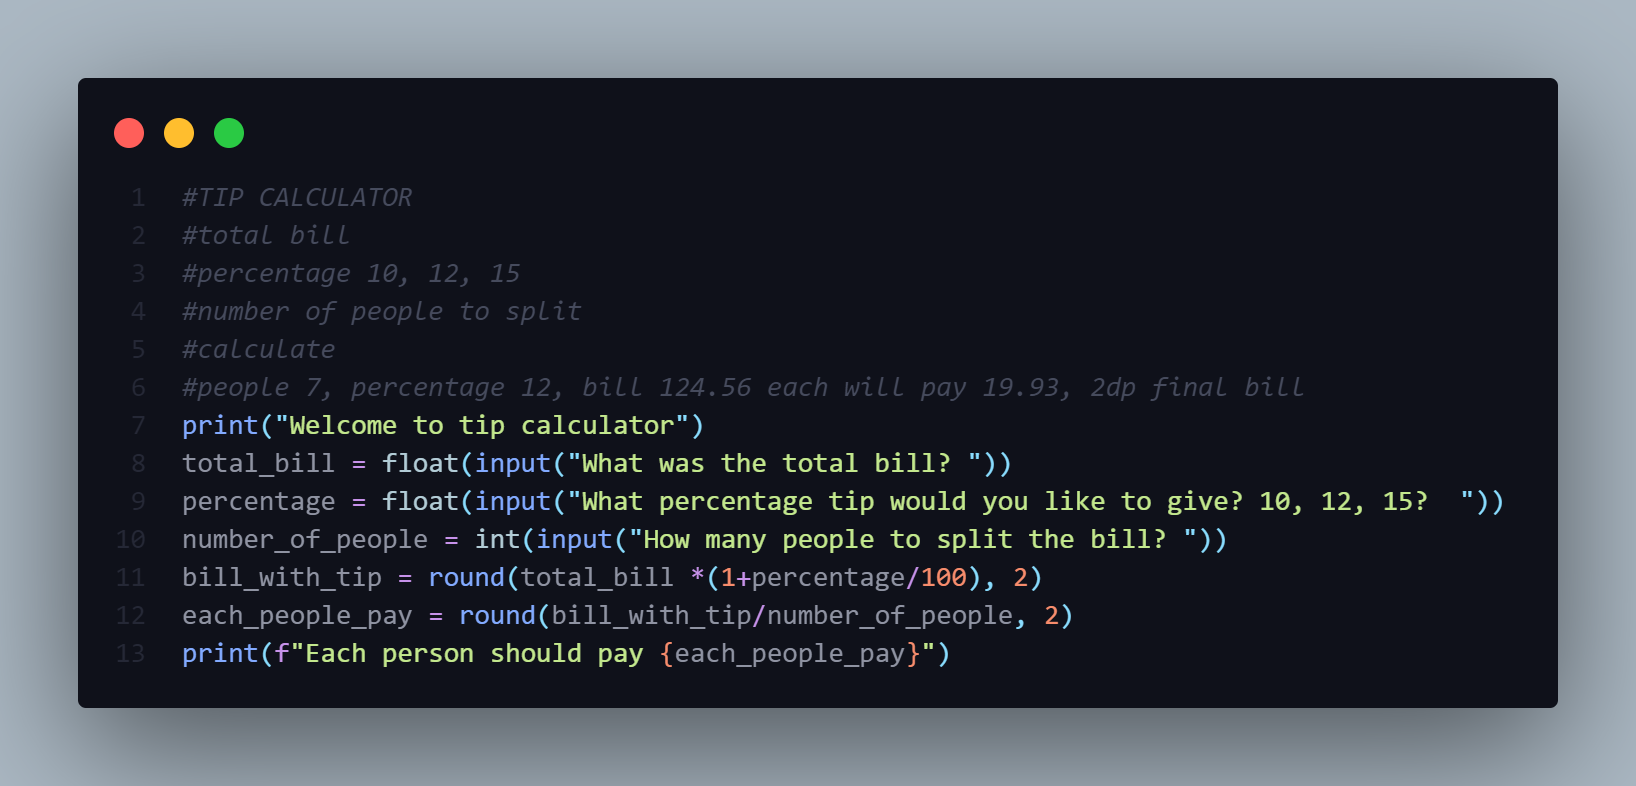 1 #TIP CALCULATOR
2 #total bill
3 #percentage 10, 12, 15
4 #number of people to split
5 #calculate
6 #people 7, percentage 12, bill 124.56 each will pay 19.93, 2dp final bill
7 print("Welcome to tip calculator")
8 total_bill = float(input("What was the total bill? "))
9 percentage = float(input("What percentage tip would you like to give? 10, 12, 15?  "))
10 number_of_people = int(input("How many people to split the bill? "))
11 bill_with_tip = round(total_bill *(1+percentage/100), 2)
12 each_people_pay = round(bill_with_tip/number_of_people, 2)
13 print(f"Each person should pay {each_people_pay}")